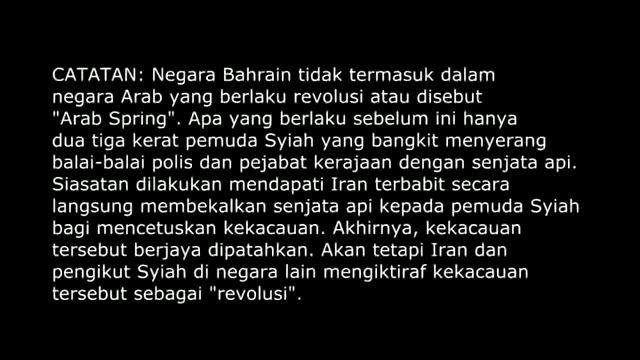 CATATAN: Negara Bahrain tidak termasuk dalam
negara Arab yang berlaku revolusi atau disebut
"Arab Spring". Apa yang berlaku sebelum ini hanya
dua tiga kerat pemuda Syiah yang bangkit menyerang
balai-balai polis dan pejabat kerajaan dengan senjata api.
Siasatan dilakukan mendapati Iran terbabit secara
langsung membekalkan senjata api kepada pemuda Syiah
bagi mencetuskan kekacauan. Akhirnya, kekacauan
tersebut berjaya dipatahkan. Akan tetapi Iran dan
pengikut Syiah di negara lain mengiktiraf kekacauan
tersebut sebagai "revolusi".